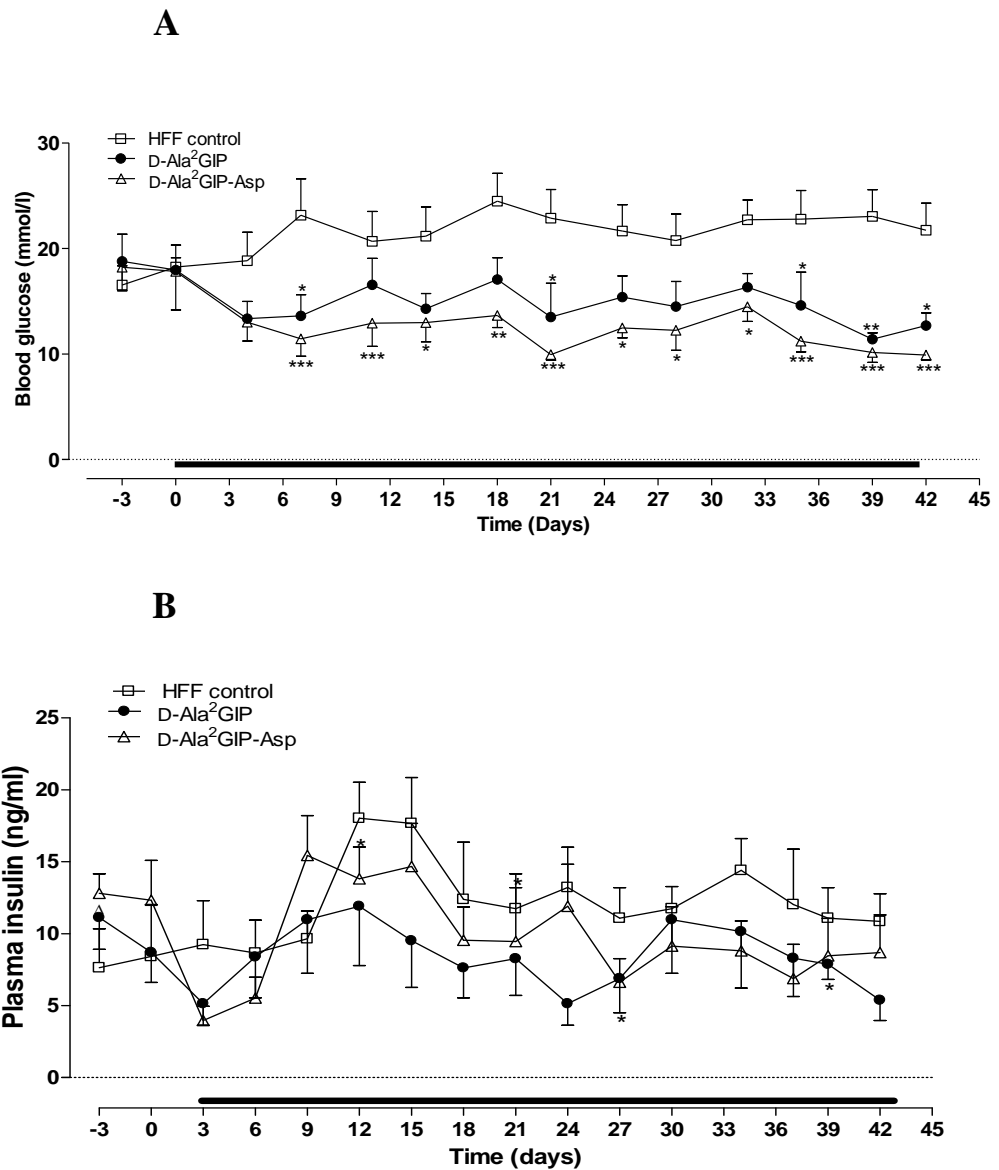 A
HFF control
D-Ala²GIP
D-Ala²GIP-Asp
Blood glucose (mmol/l)
30
20
10
0
* * * *
**
*** *** * ** *** * * * *** *** ***
-3 0 3 6 9 12 15 18 21 24 27 30 33 36 39 42 45
Time (Days)
B
HFF control
D-Ala²GIP
D-Ala²GIP-Asp
Plasma insulin (ng/ml)
25
20
15
10
5
0
* * * *
-3 0 3 6 9 12 15 18 21 24 27 30 33 36 39 42 45
Time (days)